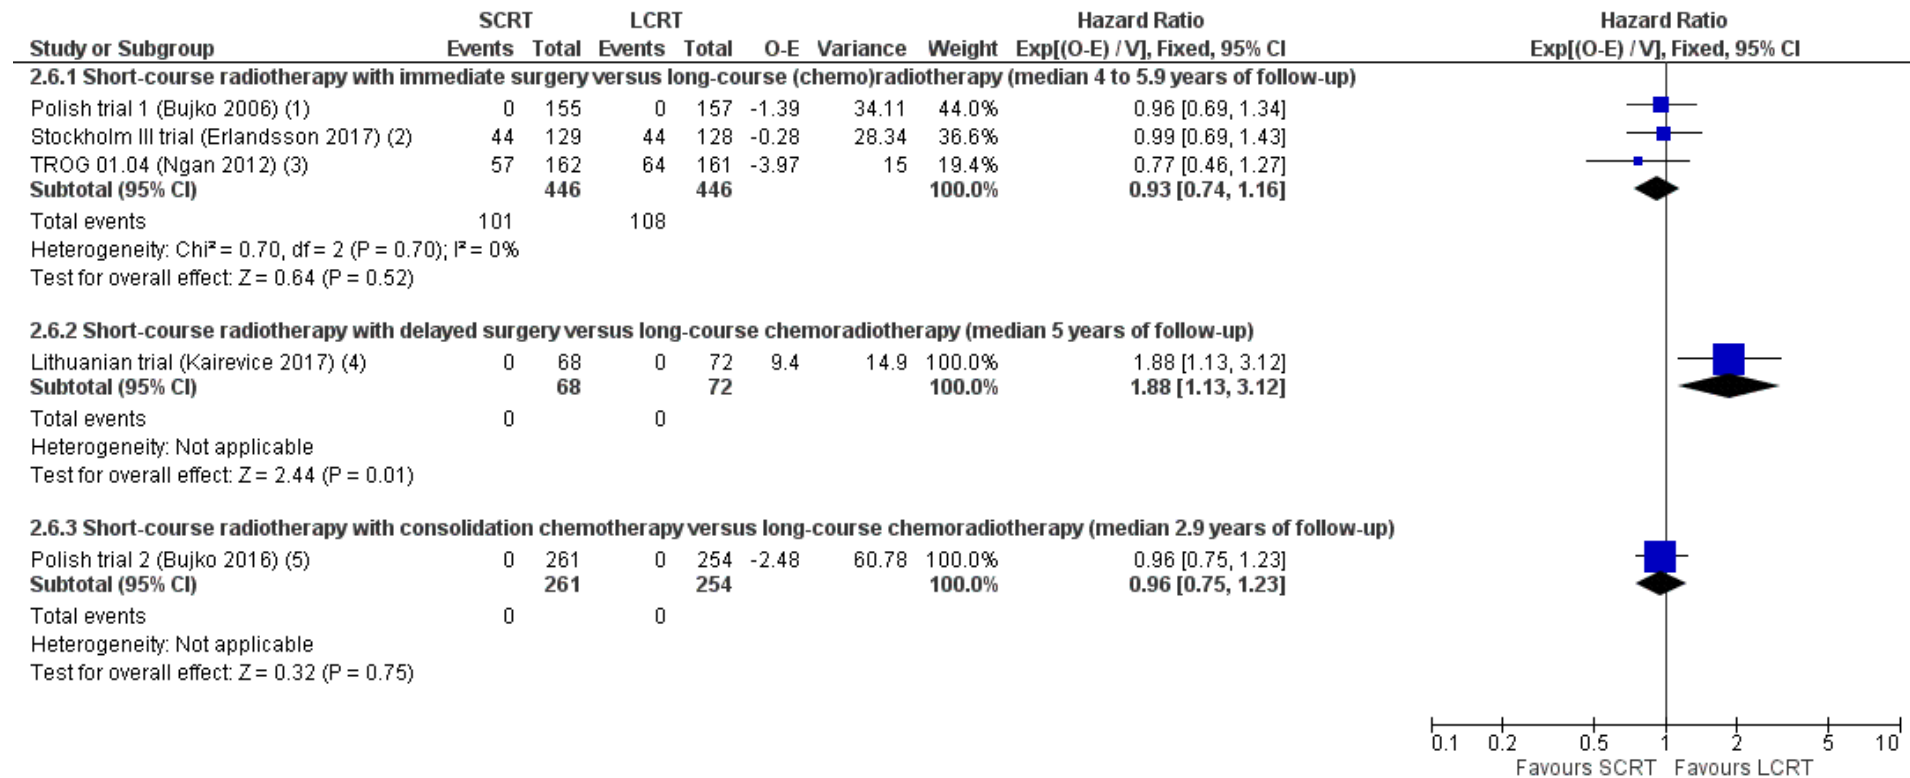 SCRT LCRT Hazard Ratio Hazard Ratio
Study or Subgroup Events Total Events Total O-E Variance Weight Exp[(O-E) / V], Fixed, 95% CI Exp[(O-E) / V], Fixed, 95% CI
2.6.1 Short-course radiotherapy with immediate surgery versus long-course (chemo)radiotherapy (median 4 to 5.9 years of follow-up)
Polish trial 1 (Bujko 2006) (1) 0 155 0 157 -1.39 34.11 44.0% 0.96 [0.69, 1.34]
Stockholm III trial (Erlandsson 2017) (2) 44 129 44 128 -0.28 28.34 36.6% 0.99 [0.69, 1.43]
TROG 01.04 (Ngan 2012) (3) 57 162 64 161 -3.97 15 19.4% 0.77 [0.46, 1.27]
Subtotal (95% CI) 446 446 100.0% 0.93 [0.74, 1.16]
Total events 101 108
Heterogeneity: Chi² = 0.70, df = 2 (P = 0.70); I² = 0%
Test for overall effect: Z = 0.64 (P = 0.52)
2.6.2 Short-course radiotherapy with delayed surgery versus long-course chemoradiotherapy (median 5 years of follow-up)
Lithuanian trial (Kairevice 2017) (4) 0 68 0 72 9.4 14.9 100.0% 1.88 [1.13, 3.12]
Subtotal (95% CI) 68 72 100.0% 1.88 [1.13, 3.12]
Total events 0 0
Heterogeneity: Not applicable
Test for overall effect: Z = 2.44 (P = 0.01)
2.6.3 Short-course radiotherapy with consolidation chemotherapy versus long-course chemoradiotherapy (median 2.9 years of follow-up)
Polish trial 2 (Bujko 2016) (5) 0 261 0 254 -2.48 60.78 100.0% 0.96 [0.75, 1.23]
Subtotal (95% CI) 261 254 100.0% 0.96 [0.75, 1.23]
Total events 0 0
Heterogeneity: Not applicable
Test for overall effect: Z = 0.32 (P = 0.75)
0.1 0.2 0.5 1 2 5 10
Favours SCRT Favours LCRT